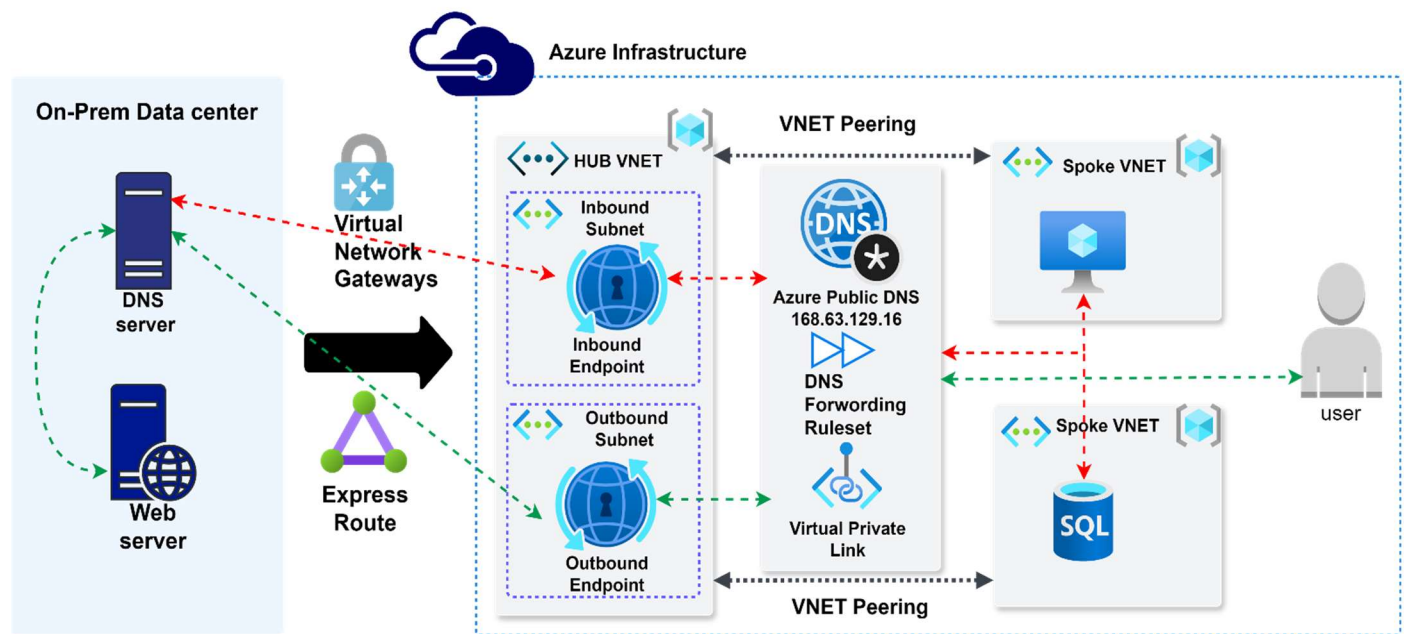 Azure Infrastructure
On-Prem Data center
DNS
server
Web
server
Virtual
Network
Gateways
Express
Route
HUB VNET
Inbound
Subnet
Inbound
Endpoint
Outbound
Subnet
Outbound
Endpoint
VNET Peering
DNS
*
Azure Public DNS
168.63.129.16
DNS
Forwording
Ruleset
Virtual Private
Link
VNET Peering
Spoke VNET
Spoke VNET
SQL
user